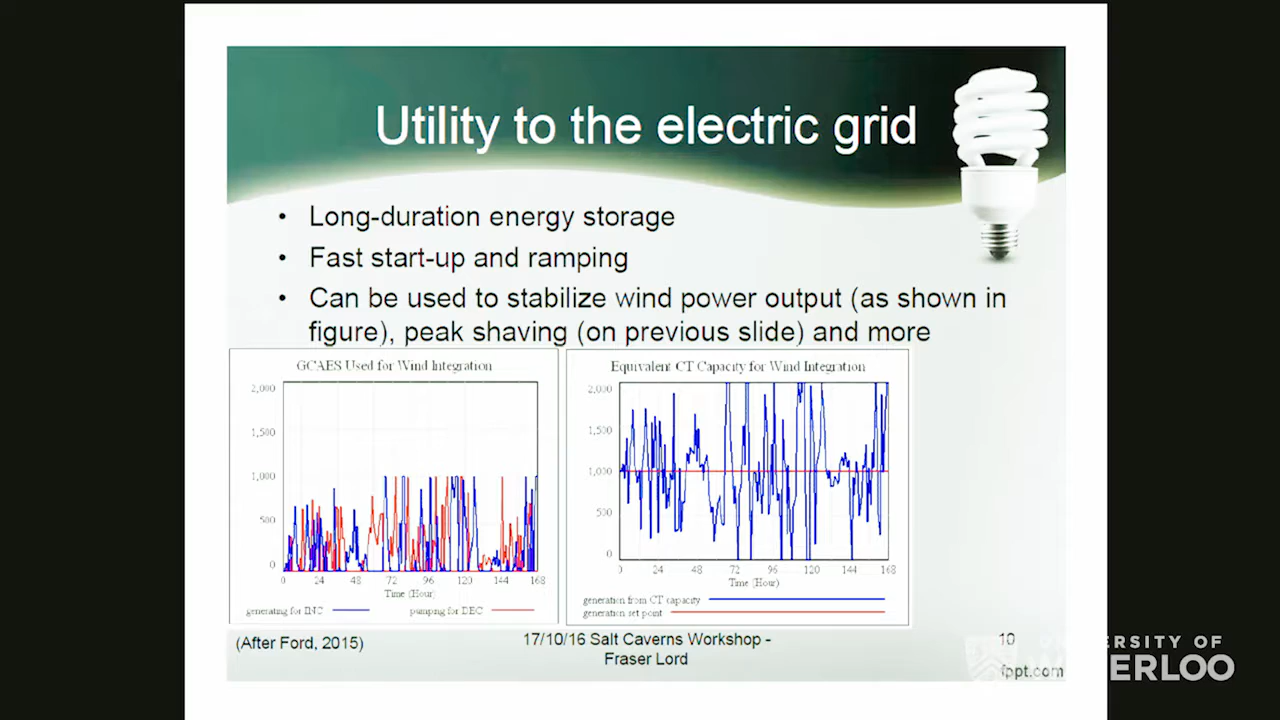 Utility to the electric grid
• Long-duration energy storage
• Fast start-up and ramping
• Can be used to stabilize wind power output (as shown in
figure), peak shaving (on previous slide) and more
GCAES Used for Wind Integration
2,000
1,500
1,000
500
0
0 24 48 72 96 120 144 168
Time (Hour)
generating for INC
pumping for DEC
Equivalent CT Capacity for Wind Integration
2,000
1,500
1,000
500
0
0 24 48 72 96 120 144 168
Time (Hour)
generation from CT capacity
generation set point
(After Ford, 2015)
17/10/16 Salt Caverns Workshop -
Fraser Lord
10
fppt.com
ERSITY OF
ERLOO